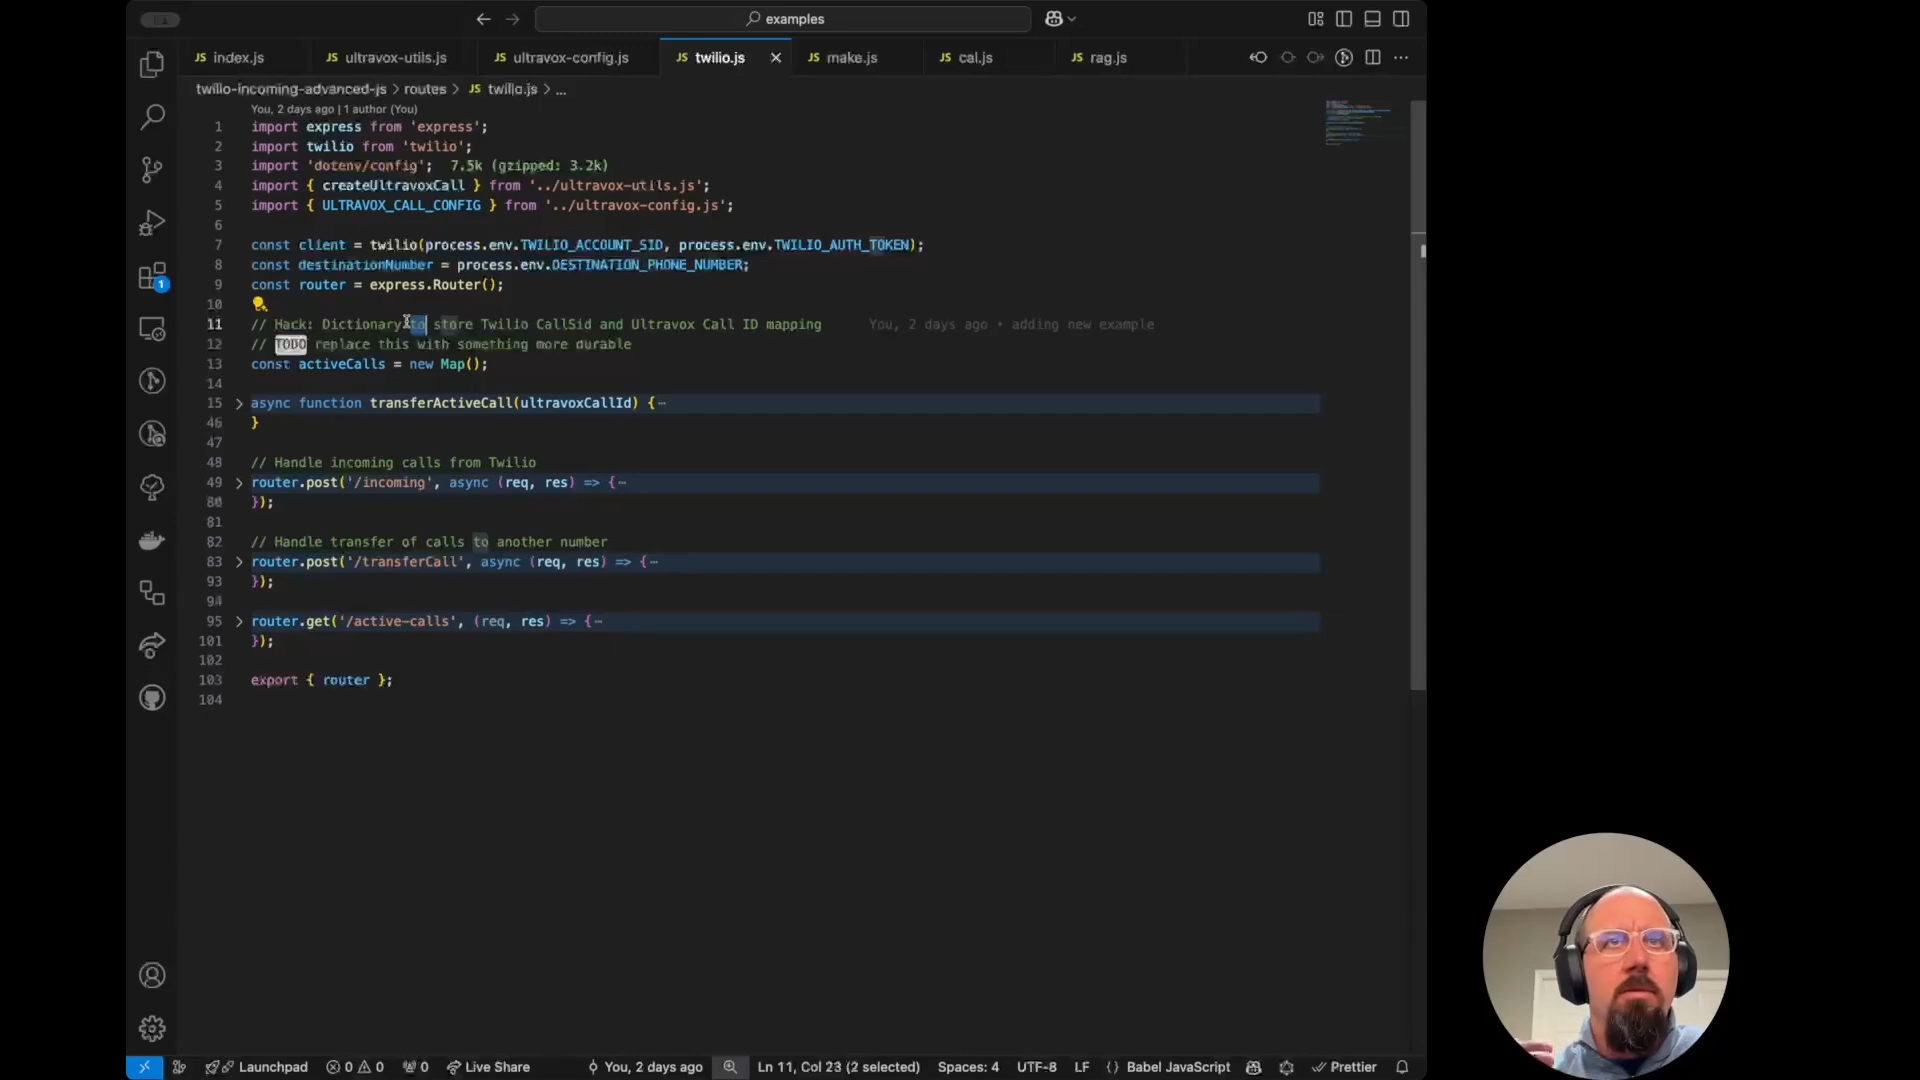 examples
JS index.js
JS ultravox-utils.js
JS ultravox-config.js
JS twilio.js
JS make.js
JS cal.js
JS rag.js
twilio-incoming-advanced-js > routes > JS twilio.js > ...
You, 2 days ago | 1 author (You)
1 import express from 'express';
2 import twilio from 'twilio';
3 import 'dotenv/config'; 7.5k (gzipped: 3.2k)
4 import { createUltravoxCall } from '../ultravox-utils.js';
5 import { ULTRAVOX_CALL_CONFIG } from '../ultravox-config.js';
6
7 const client = twilio(process.env.TWILIO_ACCOUNT_SID, process.env.TWILIO_AUTH_TOKEN);
8 const destinationNumber = process.env.DESTINATION_PHONE_NUMBER;
9 const router = express.Router();
10
11 // Hack: Dictionary to store Twilio CallSid and Ultravox Call ID mapping You, 2 days ago • adding new example
12 // TODO replace this with something more durable
13 const activeCalls = new Map();
14
15 async function transferActiveCall(ultravoxCallId) {⋯
46 }
47
48 // Handle incoming calls from Twilio
49 router.post('/incoming', async (req, res) => {⋯
80 });
81
82 // Handle transfer of calls to another number
83 router.post('/transferCall', async (req, res) => {⋯
93 });
94
95 router.get('/active-calls', (req, res) => {⋯
101 });
102
103 export { router };
104
1
Launchpad
0 0
0
Live Share
You, 2 days ago
Ln 11, Col 23 (2 selected)
Spaces: 4
UTF-8
LF
{} Babel JavaScript
Prettier